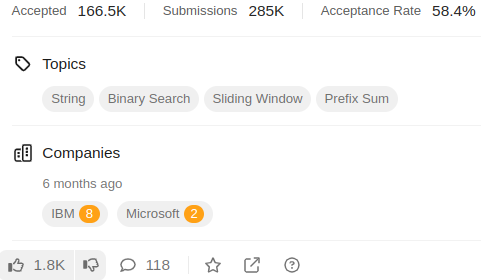 Accepted 166.5K Submissions 285K Acceptance Rate 58.4%
Topics
String Binary Search Sliding Window Prefix Sum
Companies
6 months ago
IBM 8 Microsoft 2
1.8K 118